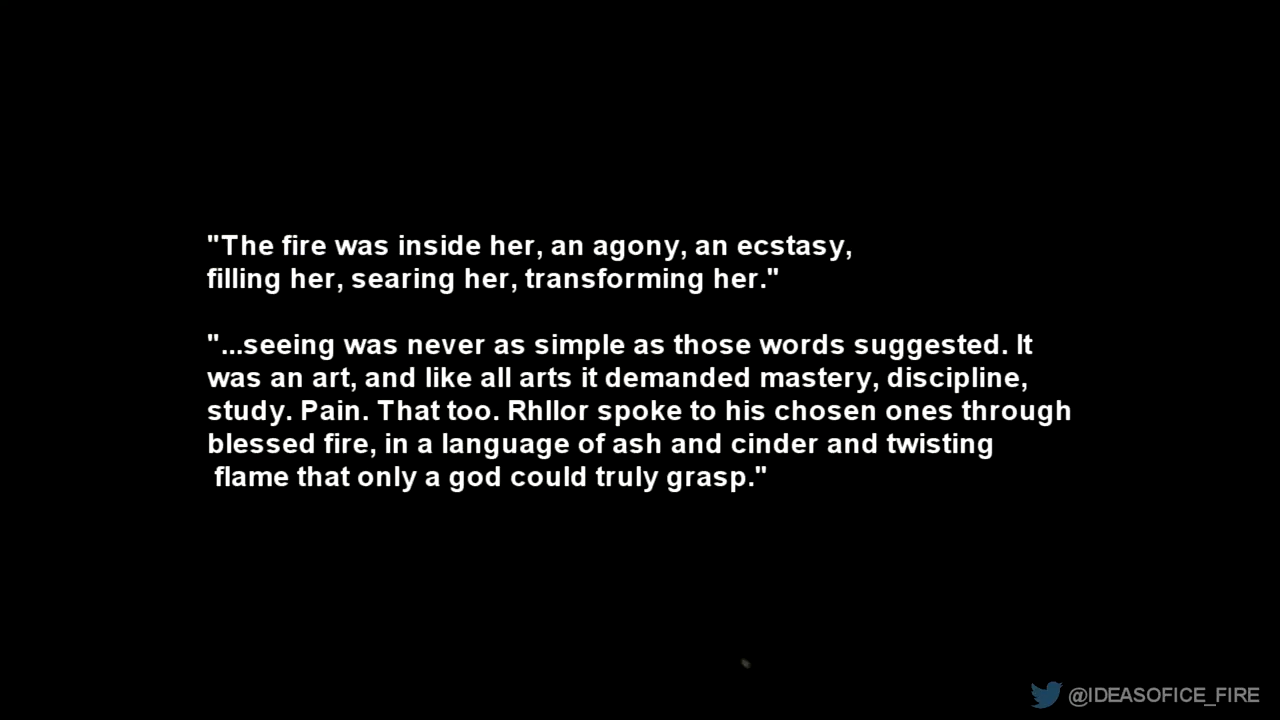 "The fire was inside her, an agony, an ecstasy,
filling her, searing her, transforming her."
"...seeing was never as simple as those words suggested. It
was an art, and like all arts it demanded mastery, discipline,
study. Pain. That too. Rhllor spoke to his chosen ones through
blessed fire, in a language of ash and cinder and twisting
flame that only a god could truly grasp."
@IDEASOFICE_FIRE